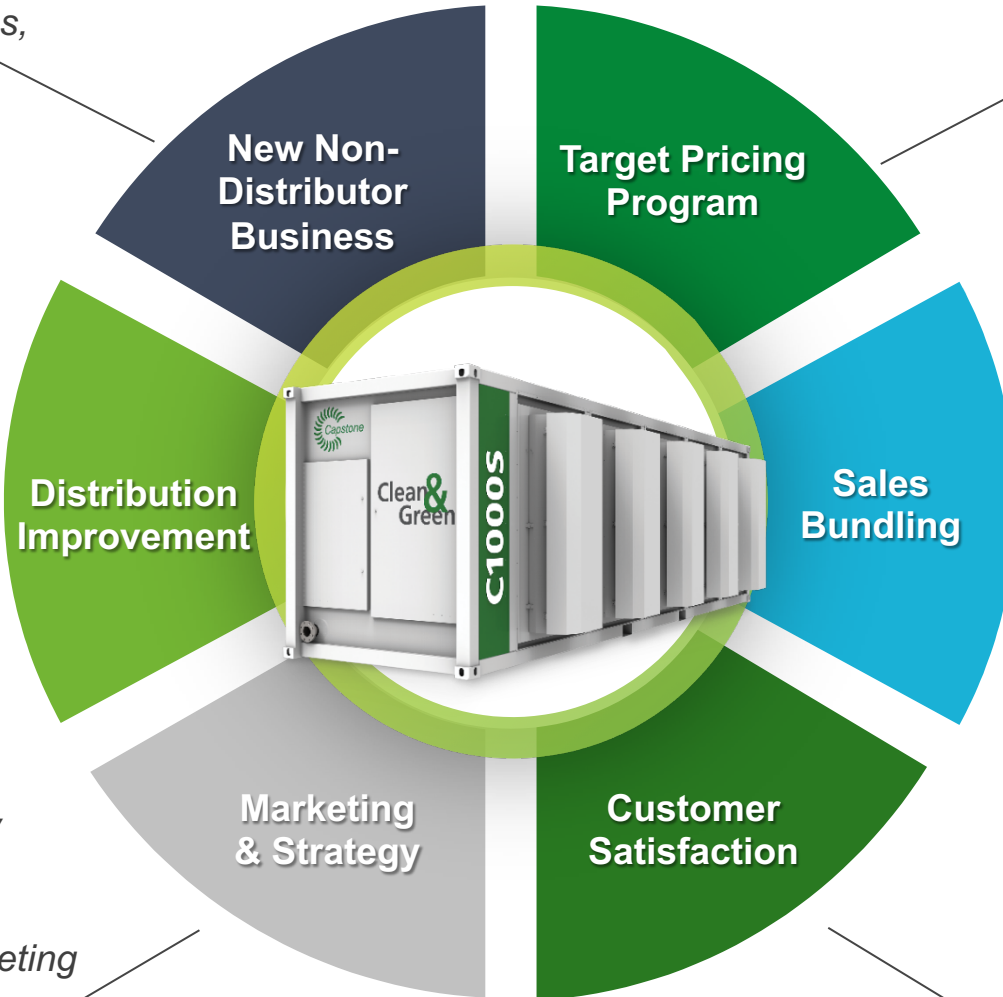 s,
New Non-
Distributor
Business
Target Pricing
Program
Distribution
Improvement
Capstone
Clean &
Green
C1000S
Sales
Bundling
Marketing
& Strategy
Customer
Satisfaction
eting